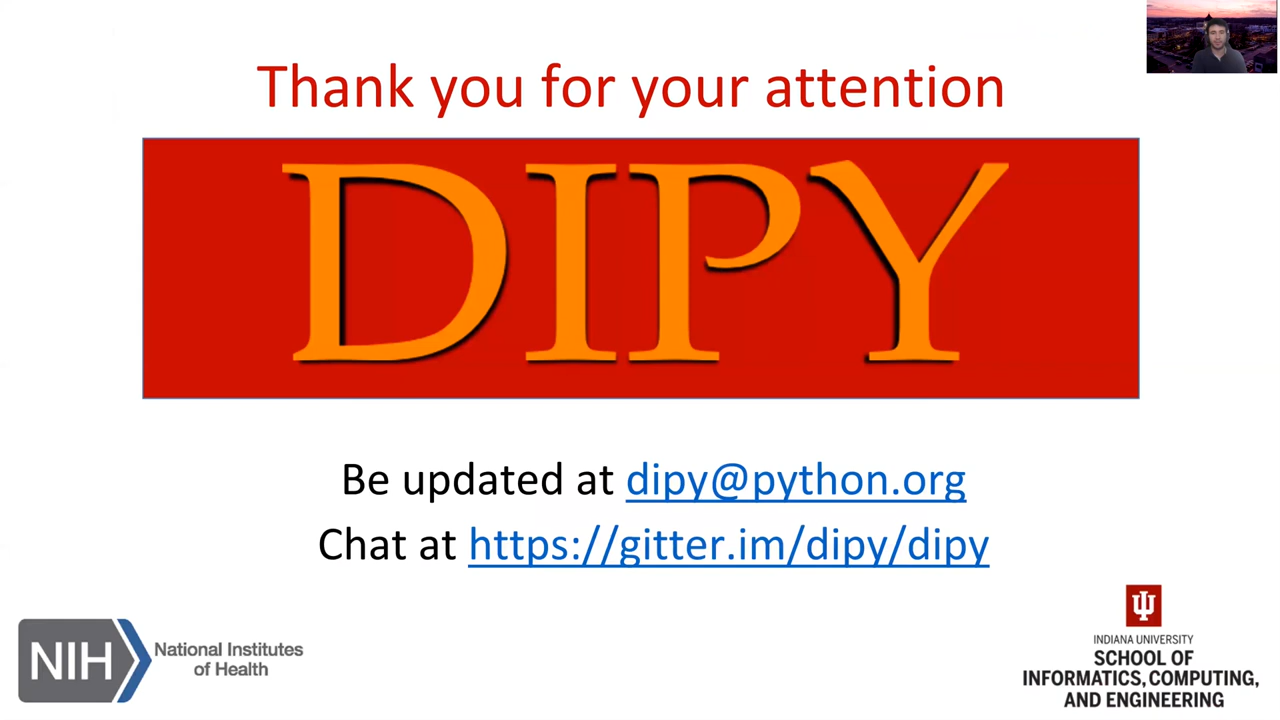 Thank you for your attention
DIPY
Be updated at dipy@python.org
Chat at https://gitter.im/dipy/dipy
NIH
National Institutes
of Health
INDIANA UNIVERSITY
SCHOOL OF
INFORMATICS, COMPUTING,
AND ENGINEERING